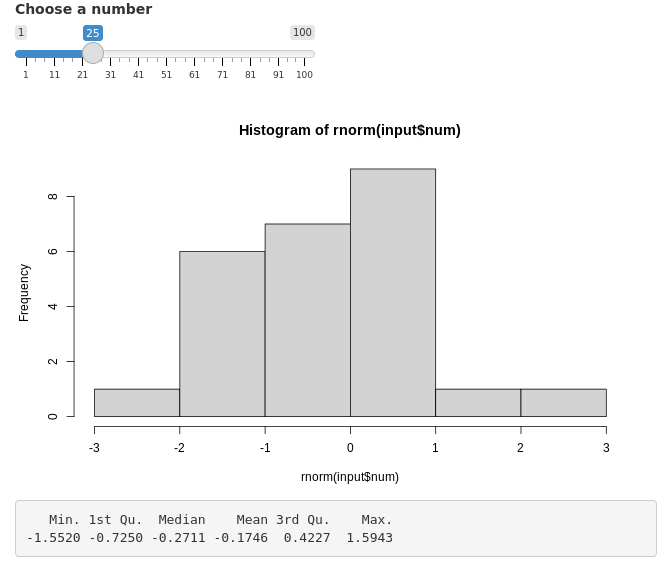 Choose a number
1 25 100
1 11 21 31 41 51 61 71 81 91 100
Histogram of rnorm(input$num)
Frequency
8
6
4
2
0
-3 -2 -1 0 1 2 3
rnorm(input$num)
Min. 1st Qu. Median Mean 3rd Qu. Max.
-1.5520 -0.7250 -0.2711 -0.1746 0.4227 1.5943